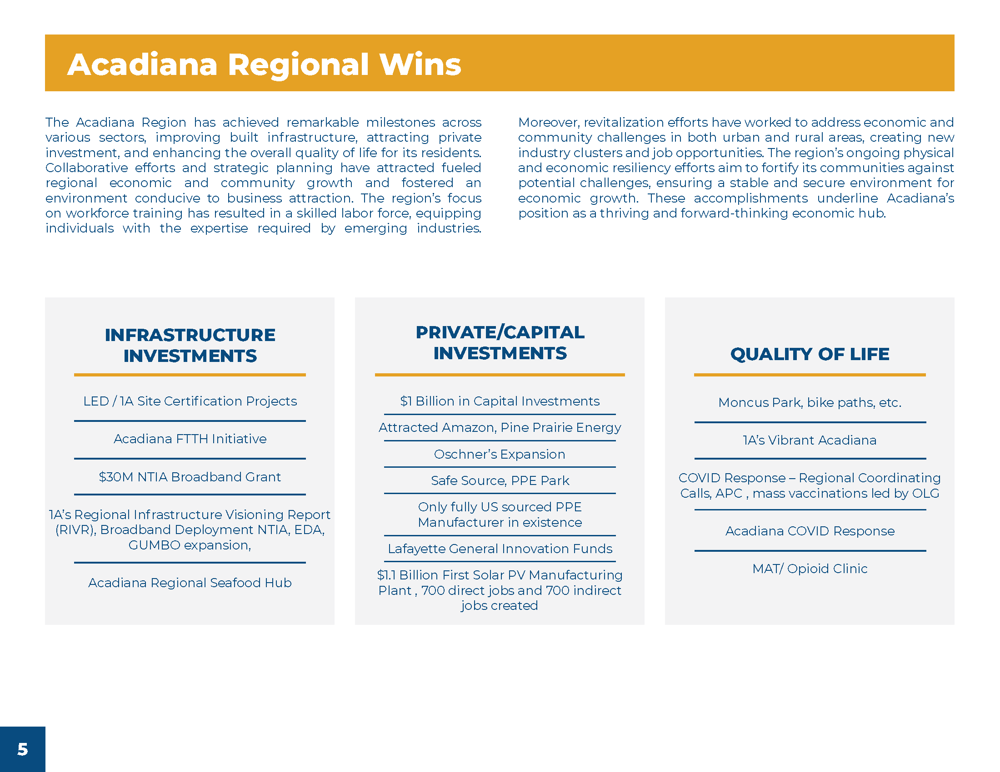 Acadiana Regional Wins
The Acadiana Region has achieved remarkable milestones across
various sectors, improving built infrastructure, attracting private
investment, and enhancing the overall quality of life for its residents.
Collaborative efforts and strategic planning have attracted fueled
regional economic and community growth and fostered an
environment conducive to business attraction. The region’s focus
on workforce training has resulted in a skilled labor force, equipping
individuals with the expertise required by emerging industries.
Moreover, revitalization efforts have worked to address economic and
community challenges in both urban and rural areas, creating new
industry clusters and job opportunities. The region’s ongoing physical
and economic resiliency efforts aim to fortify its communities against
potential challenges, ensuring a stable and secure environment for
economic growth. These accomplishments underline Acadiana’s
position as a thriving and forward-thinking economic hub.
INFRASTRUCTURE
INVESTMENTS
LED / 1A Site Certification Projects
Acadiana FTTH Initiative
$30M NTIA Broadband Grant
1A’s Regional Infrastructure Visioning Report
(RIVR), Broadband Deployment NTIA, EDA,
GUMBO expansion,
Acadiana Regional Seafood Hub
PRIVATE/CAPITAL
INVESTMENTS
$1 Billion in Capital Investments
Attracted Amazon, Pine Prairie Energy
Oschner’s Expansion
Safe Source, PPE Park
Only fully US sourced PPE
Manufacturer in existence
Lafayette General Innovation Funds
$1.1 Billion First Solar PV Manufacturing
Plant , 700 direct jobs and 700 indirect
jobs created
QUALITY OF LIFE
Moncus Park, bike paths, etc.
1A’s Vibrant Acadiana
COVID Response – Regional Coordinating
Calls, APC , mass vaccinations led by OLG
Acadiana COVID Response
MAT/ Opioid Clinic
5